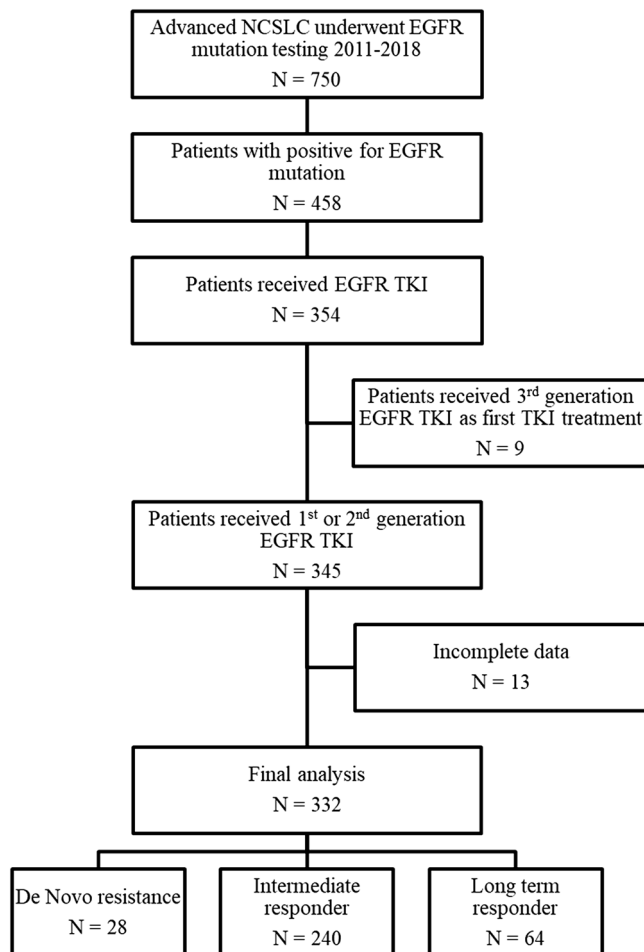 Advanced NCSLC underwent EGFR
mutation testing 2011-2018
N = 750
Patients with positive for EGFR
mutation
N = 458
Patients received EGFR TKI
N = 354
Patients received 3rd generation
EGFR TKI as first TKI treatment
N = 9
Patients received 1st or 2nd generation
EGFR TKI
N = 345
Incomplete data
N = 13
Final analysis
N = 332
De Novo resistance
N = 28
Intermediate
responder
N = 240
Long term
responder
N = 64